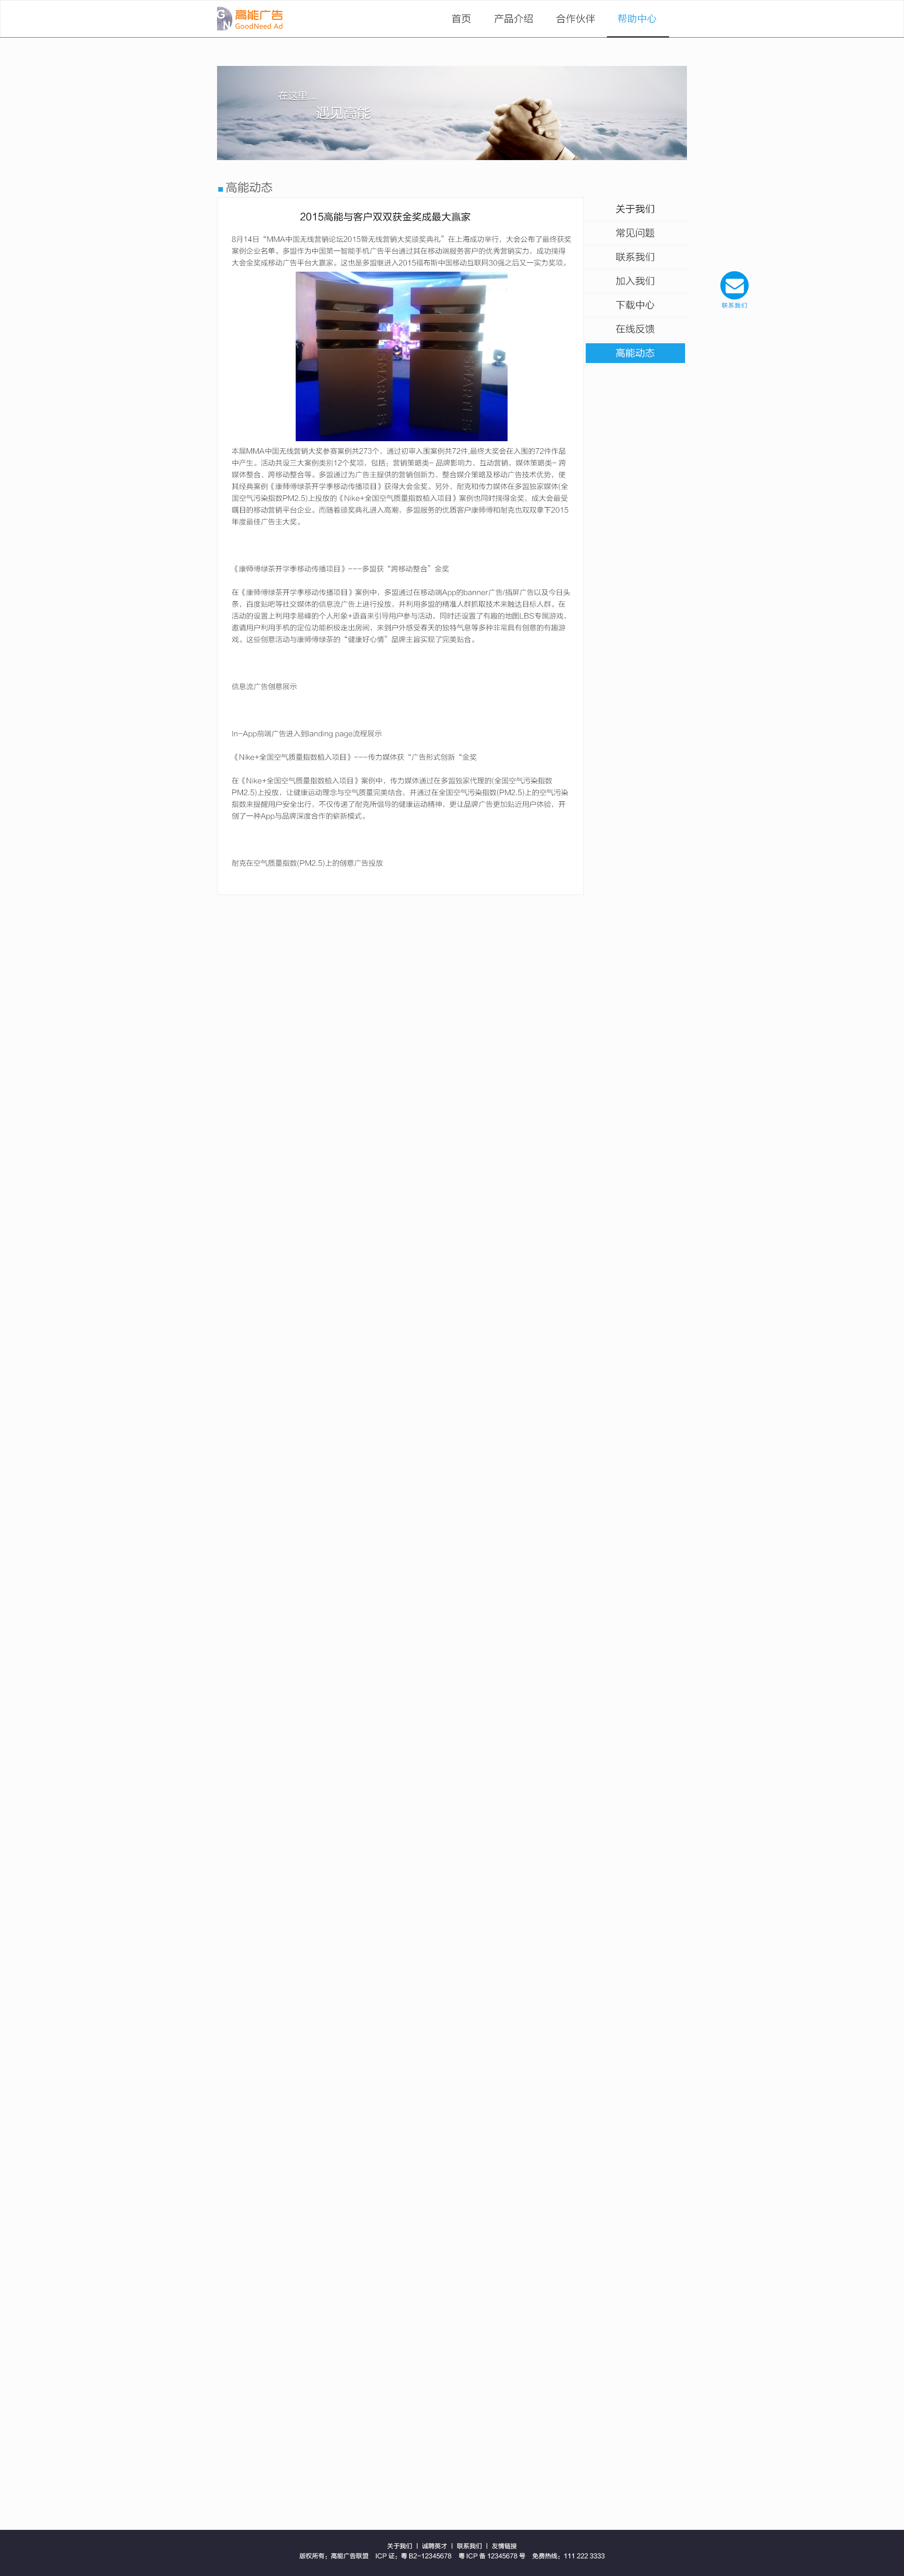 GN 高能广告
GoodNeed Ad
首页 产品介绍 合作伙伴 帮助中心
在这里...
遇见高能
高能动态
2015高能与客户双双获金奖成最大赢家
8月14日“MMA中国无线营销论坛2015暨无线营销大奖颁奖典礼”在上海成功举行，大会公布了最终获奖
案例企业名单。多盟作为中国第一智能手机广告平台通过其在移动端服务客户的优秀营销实力，成功摘得
大会金奖成移动广告平台大赢家。这也是多盟继进入2015福布斯中国移动互联网30强之后又一实力奖项。
SMARTIES
SMARTIES
本届MMA中国无线营销大奖参赛案例共273个，通过初审入围案例共72件,最终大奖会在入围的72件作品
中产生。活动共设三大案例类别12个奖项，包括：营销策略类- 品牌影响力、互动营销。媒体策略类- 跨
媒体整合、跨移动整合等。多盟通过为广告主提供的营销创新力、整合媒介策略及移动广告技术优势，使
其经典案例《康师傅绿茶开学季移动传播项目》获得大会金奖。另外，耐克和传力媒体在多盟独家媒体(全
国空气污染指数PM2.5)上投放的《Nike+全国空气质量指数植入项目》案例也同时摘得金奖，成大会最受
瞩目的移动营销平台企业。而随着颁奖典礼进入高潮，多盟服务的优质客户康师傅和耐克也双双拿下2015
年度最佳广告主大奖。
《康师傅绿茶开学季移动传播项目》---多盟获“跨移动整合”金奖
在《康师傅绿茶开学季移动传播项目》案例中，多盟通过在移动端App的banner广告/插屏广告以及今日头
条，百度贴吧等社交媒体的信息流广告上进行投放，并利用多盟的精准人群抓取技术来触达目标人群。在
活动的设置上利用李易峰的个人形象+语音来引导用户参与活动，同时还设置了有趣的地图LBS专属游戏，
邀请用户利用手机的定位功能积极走出房间，来到户外感受春天的独特气息等多种非常具有创意的有趣游
戏。这些创意活动与康师傅绿茶的“健康好心情”品牌主旨实现了完美贴合。
信息流广告创意展示
In-App前端广告进入到landing page流程展示
《Nike+全国空气质量指数植入项目》---传力媒体获“广告形式创新“金奖
在《Nike+全国空气质量指数植入项目》案例中，传力媒体通过在多盟独家代理的(全国空气污染指数
PM2.5)上投放，让健康运动理念与空气质量完美结合，并通过在全国空气污染指数(PM2.5)上的空气污染
指数来提醒用户安全出行，不仅传递了耐克所倡导的健康运动精神，更让品牌广告更加贴近用户体验，开
创了一种App与品牌深度合作的崭新模式。
耐克在空气质量指数(PM2.5)上的创意广告投放
关于我们
常见问题
联系我们
加入我们
下载中心
在线反馈
高能动态
联系我们
关于我们 | 诚聘英才 | 联系我们 | 友情链接
版权所有：高能广告联盟 ICP 证：粤 B2-12345678 粤 ICP 备 12345678 号 免费热线：111 222 3333